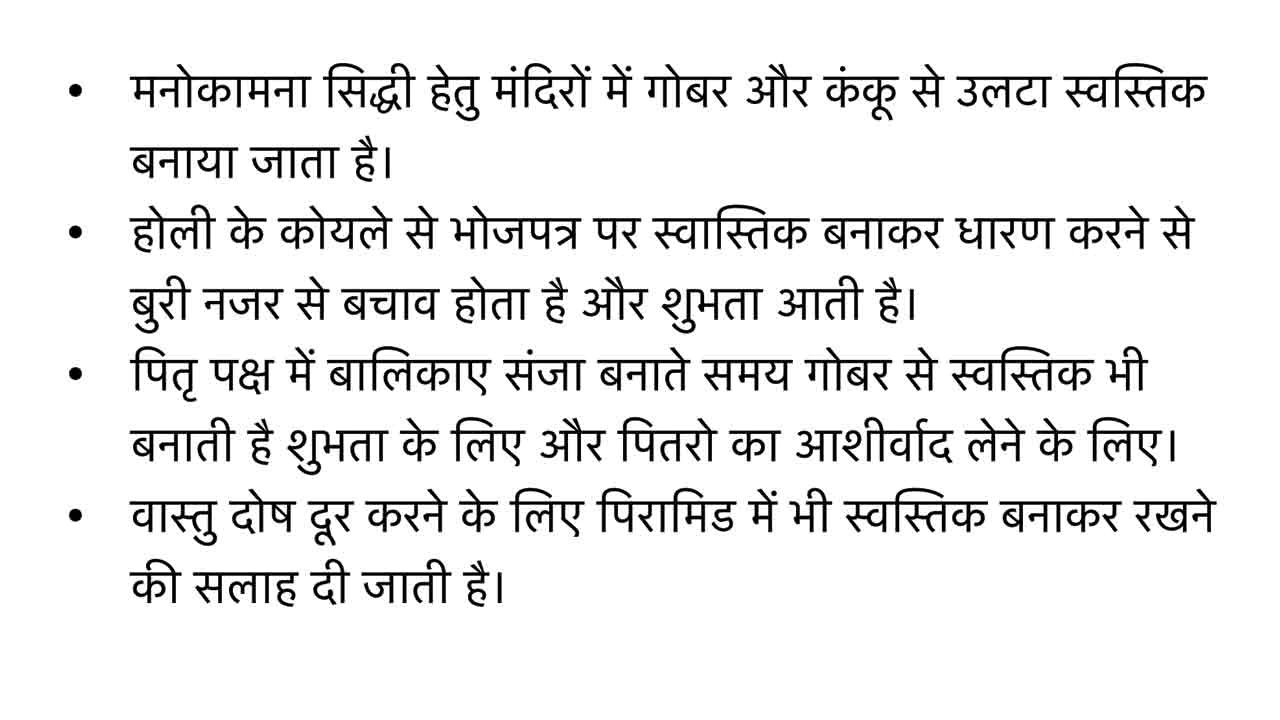 • मनोकामना सिद्धी हेतु मंदिरों में गोबर और कंकू से उलटा स्वस्तिक
बनाया जाता है।
• होली के कोयले से भोजपत्र पर स्वास्तिक बनाकर धारण करने से
बुरी नजर से बचाव होता है और शुभता आती है।
• पितृ पक्ष में बालिकाए संजा बनाते समय गोबर से स्वस्तिक भी
बनाती है शुभता के लिए और पितरो का आशीर्वाद लेने के लिए।
• वास्तु दोष दूर करने के लिए पिरामिड में भी स्वस्तिक बनाकर रखने
की सलाह दी जाती है।